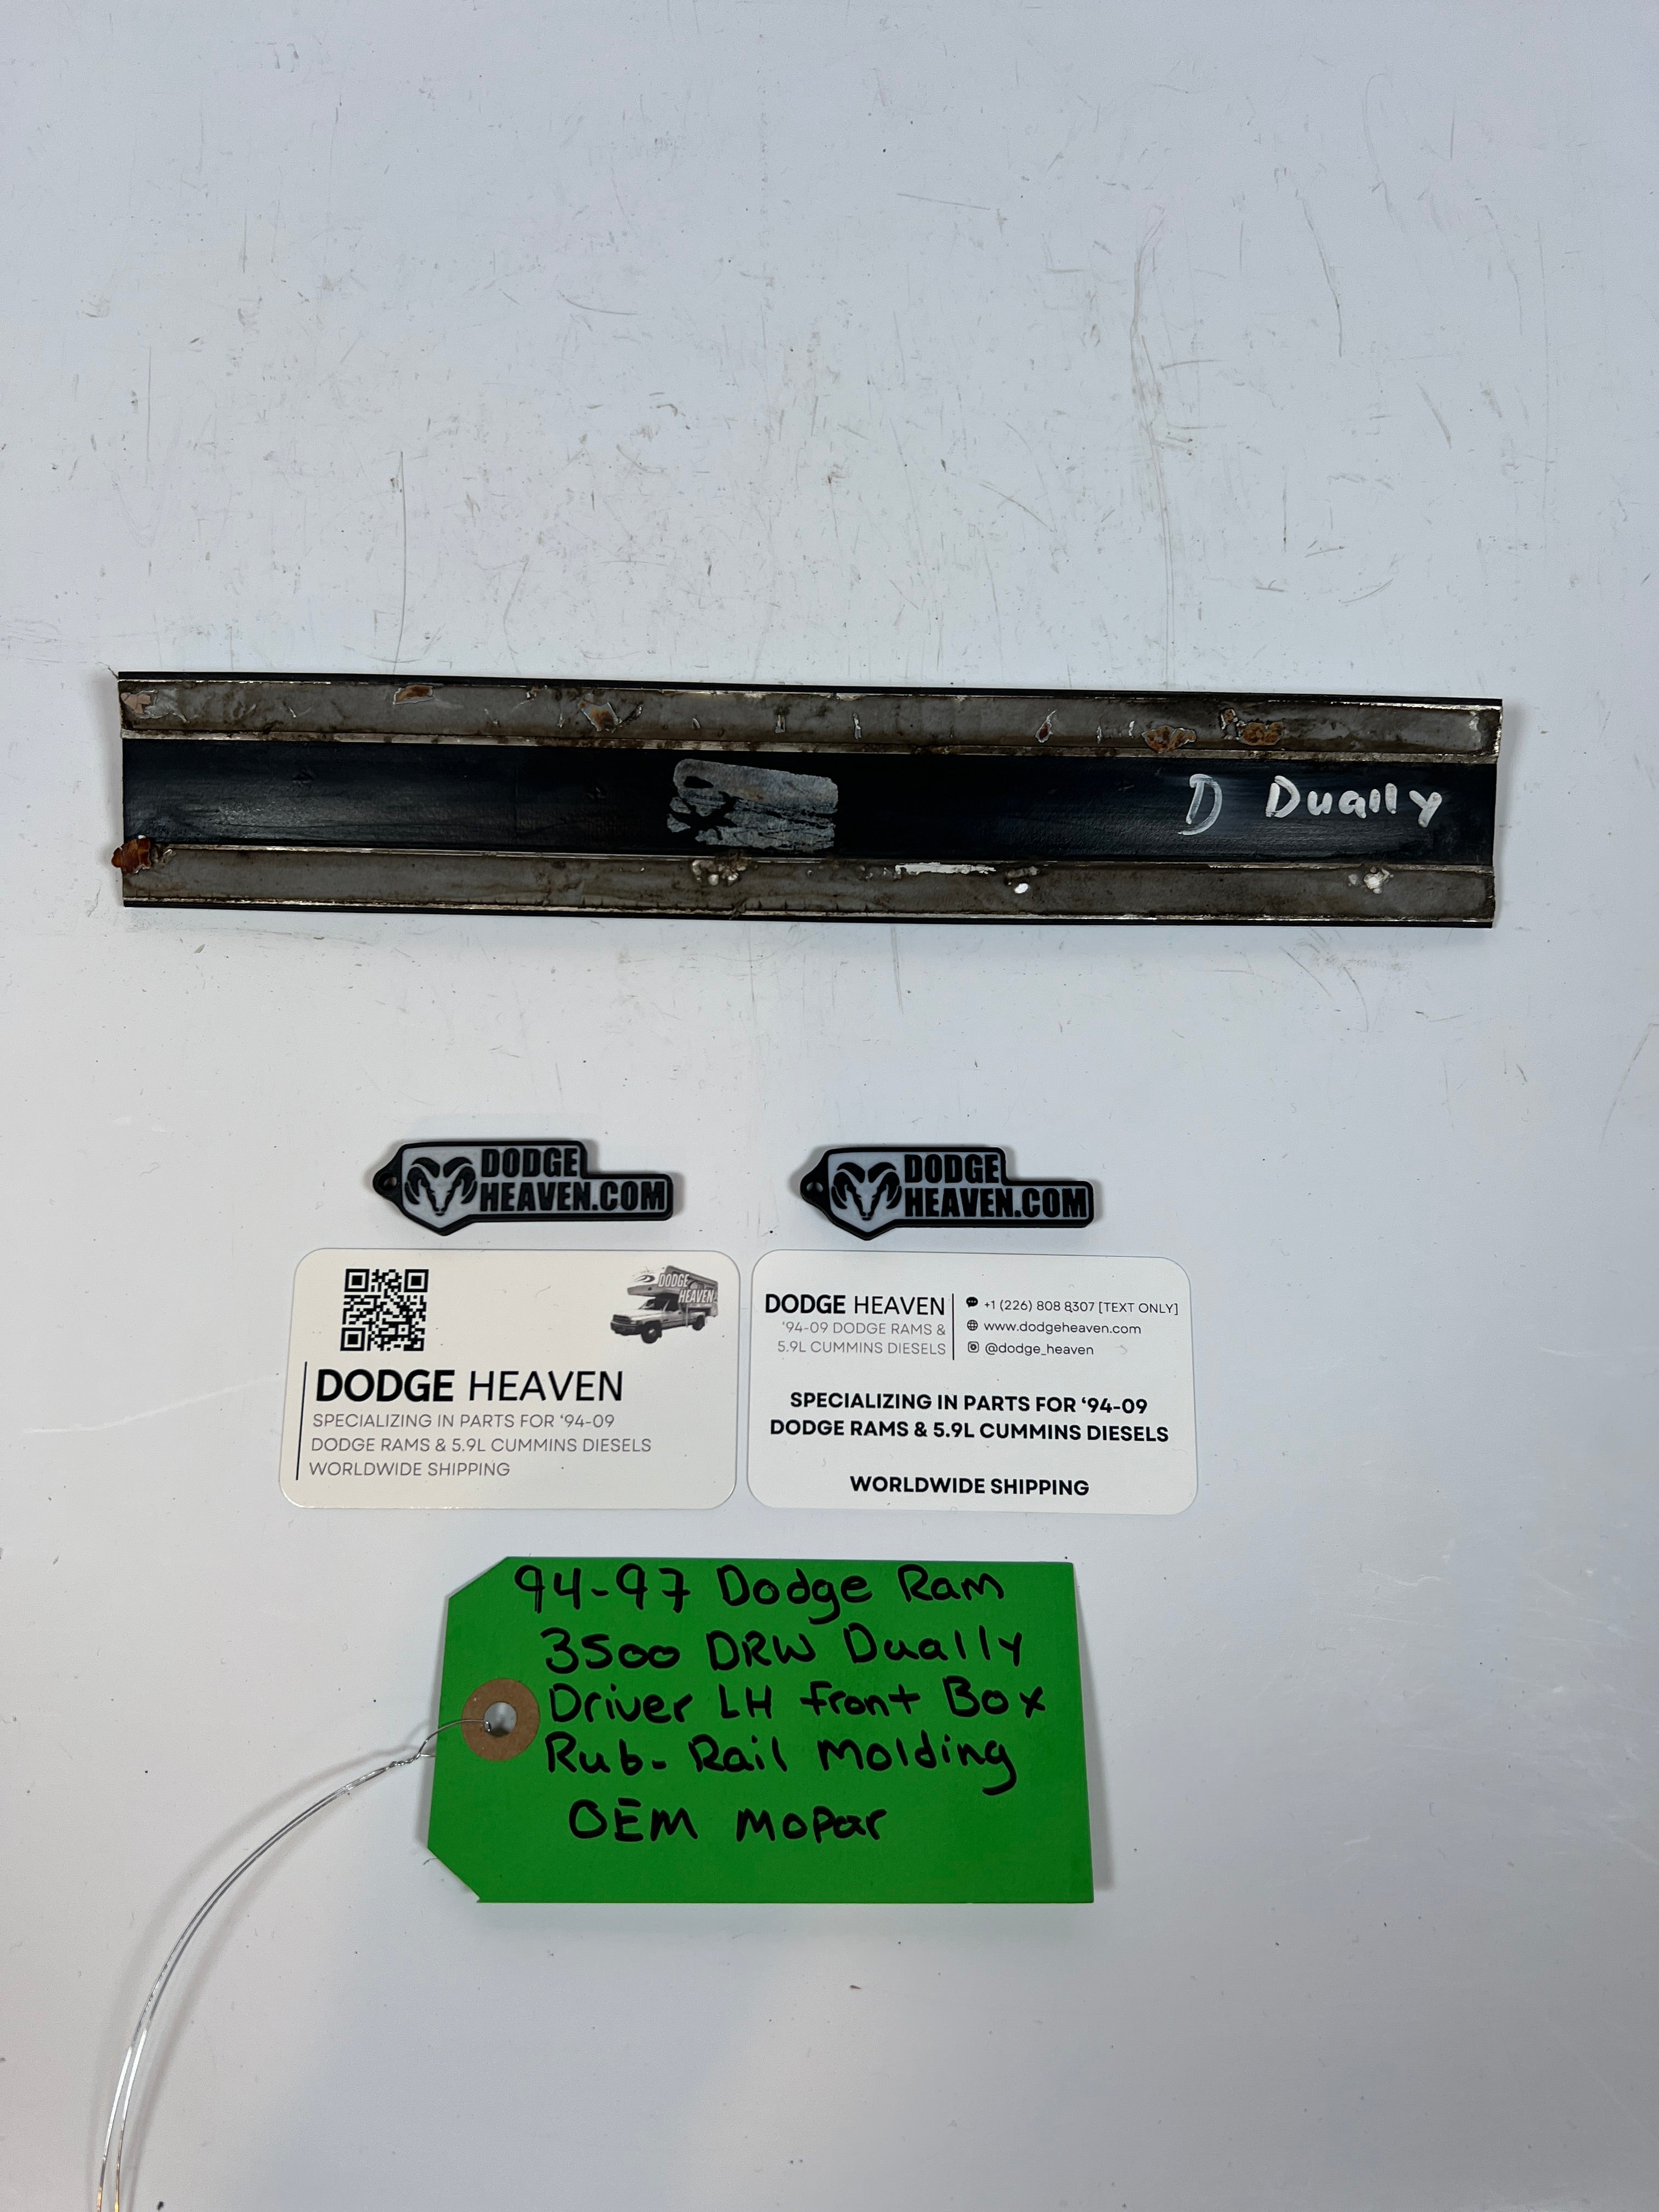 D Dually
DODGE
HEAVEN.COM
DODGE
HEAVEN.COM
DODGE
HEAVEN
DODGE HEAVEN
SPECIALIZING IN PARTS FOR ‘94-09
DODGE RAMS & 5.9L CUMMINS DIESELS
WORLDWIDE SHIPPING
DODGE HEAVEN
‘94-09 DODGE RAMS &
5.9L CUMMINS DIESELS
+1 (226) 808 8307 [TEXT ONLY]
www.dodgeheaven.com
@dodge_heaven
SPECIALIZING IN PARTS FOR ‘94-09
DODGE RAMS & 5.9L CUMMINS DIESELS
WORLDWIDE SHIPPING
94-97 Dodge Ram
3500 DRW Dually
Driver LH Front Box
Rub-Rail Molding
OEM Mopar